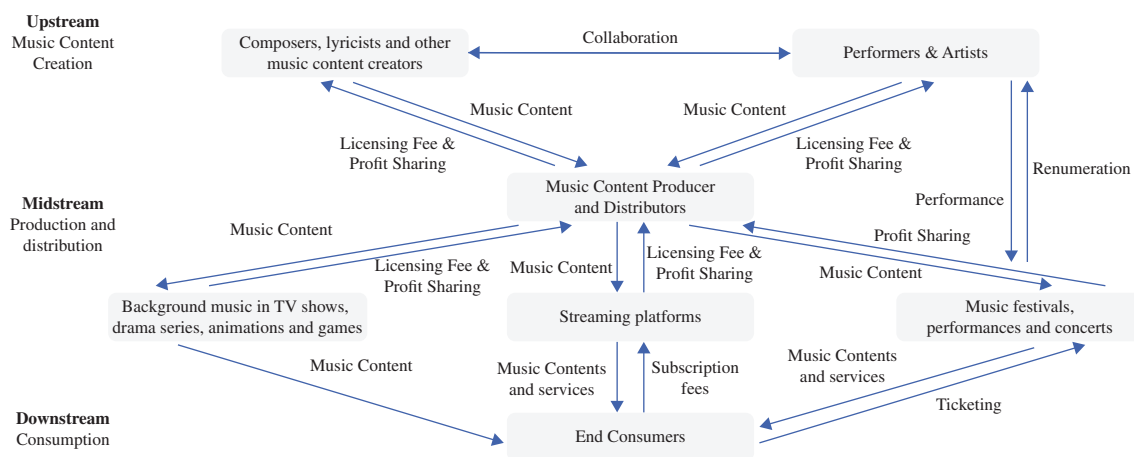 Upstream
Music Content
Creation
Composers, lyricists and other
music content creators
Collaboration
Performers & Artists
Music Content
Licensing Fee &
Profit Sharing
Music Content
Licensing Fee &
Profit Sharing
Renumeration
Performance
Midstream
Production and
distribution
Music Content Producer
and Distributors
Music Content
Licensing Fee &
Profit Sharing
Music Content
Licensing Fee &
Profit Sharing
Profit Sharing
Music Content
Background music in TV shows,
drama series, animations and games
Streaming platforms
Music festivals,
performances and concerts
Music Content
Music Contents
and services
Subscription
fees
Music Contents
and services
Ticketing
Downstream
Consumption
End Consumers